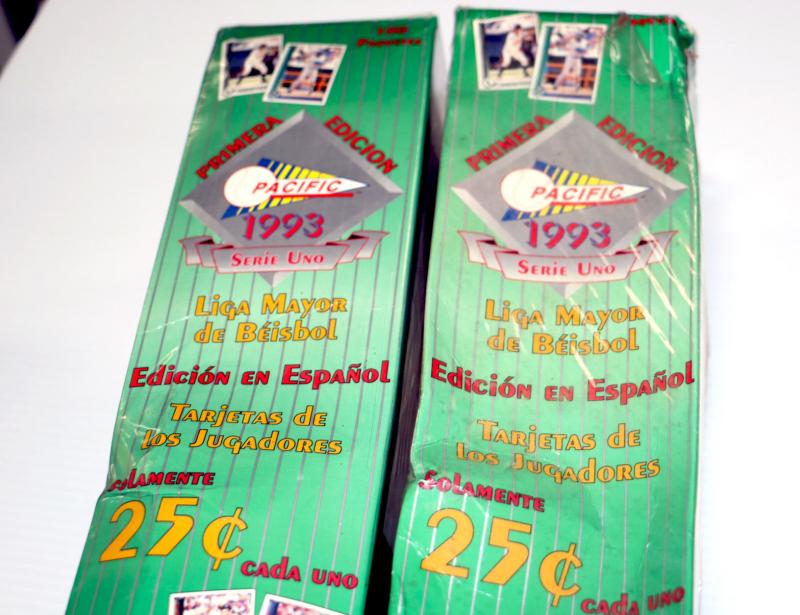 100
PRIMERA EDICION
PACIFIC
1993
SERIE UNO
LIGA MAYOR
DE BÉISBOL
EDICIÓN EN ESPAÑOL
TARJETAS DE
LOS JUGADORES
SOLAMENTE
25¢
CADA UNO
PRIMERA EDICION
PACIFIC
1993
SERIE UNO
LIGA MAYOR
DE BÉISBOL
EDICIÓN EN ESPAÑOL
TARJETAS DE
LOS JUGADORES
SOLAMENTE
25¢
CADA UNO